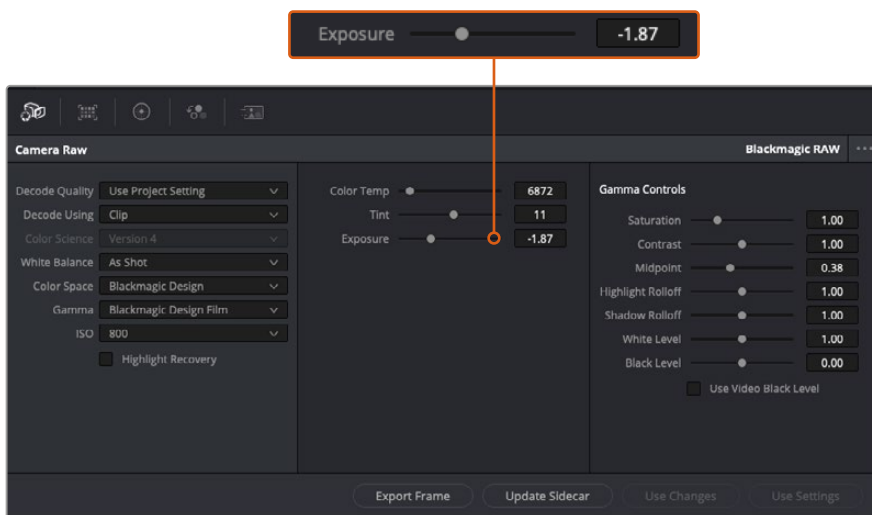 Exposure -1.87
Camera Raw
Blackmagic RAW
Decode Quality Use Project Setting
Decode Using Clip
Color Science Version 4
White Balance As Shot
Color Space Blackmagic Design
Gamma Blackmagic Design Film
ISO 800
Highlight Recovery
Color Temp 6872
Tint 11
Exposure -1.87
Gamma Controls
Saturation 1.00
Contrast 1.00
Midpoint 0.38
Highlight Rolloff 1.00
Shadow Rolloff 1.00
White Level 1.00
Black Level 0.00
Use Video Black Level
Export Frame
Update Sidecar
Use Changes
Use Settings